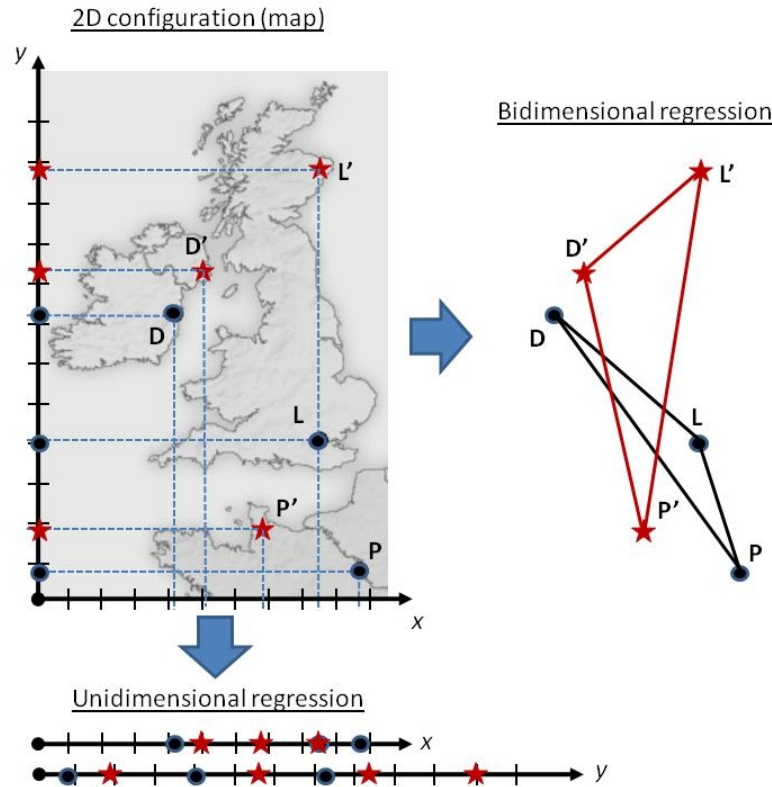 2D configuration (map)
y
Bidimensional regression
L’
L’
D’
D’
D
D
L
L
P’
P’
P
P
x
Unidimensional regression
x
y